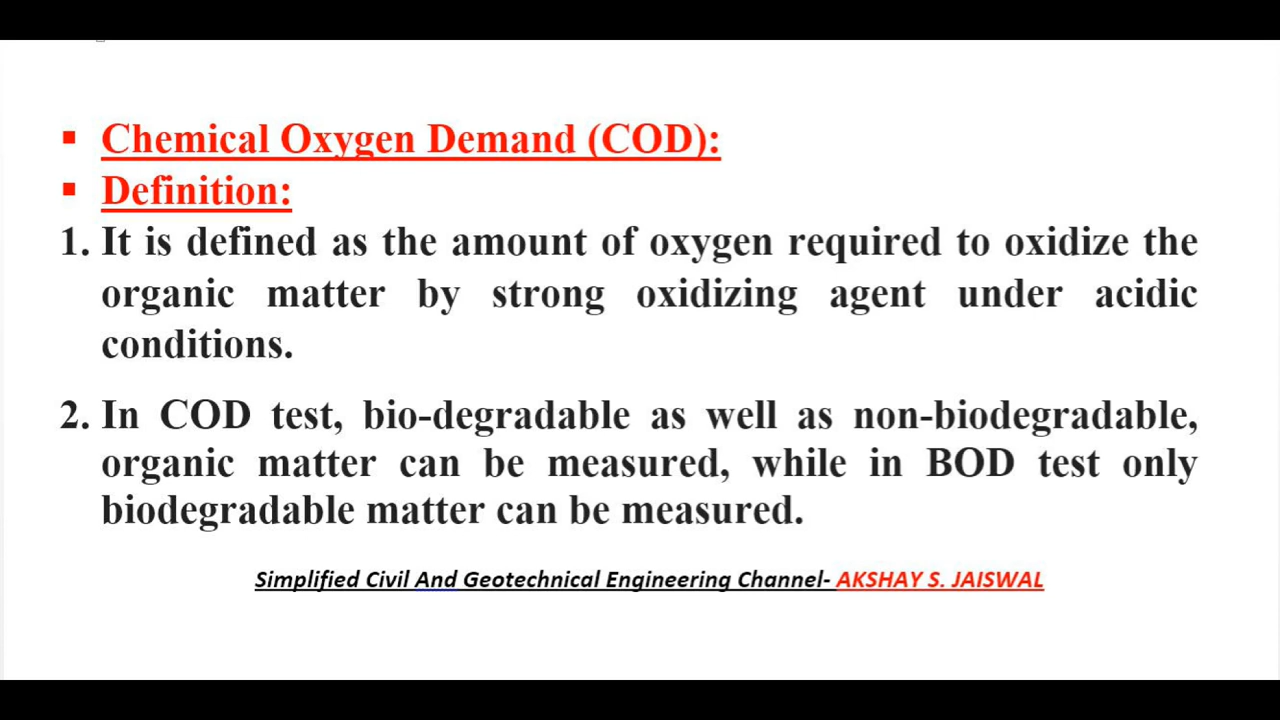 ▪ Chemical Oxygen Demand (COD):
▪ Definition:
1. It is defined as the amount of oxygen required to oxidize the
organic matter by strong oxidizing agent under acidic
conditions.
2. In COD test, bio-degradable as well as non-biodegradable,
organic matter can be measured, while in BOD test only
biodegradable matter can be measured.
Simplified Civil And Geotechnical Engineering Channel- AKSHAY S. JAISWAL